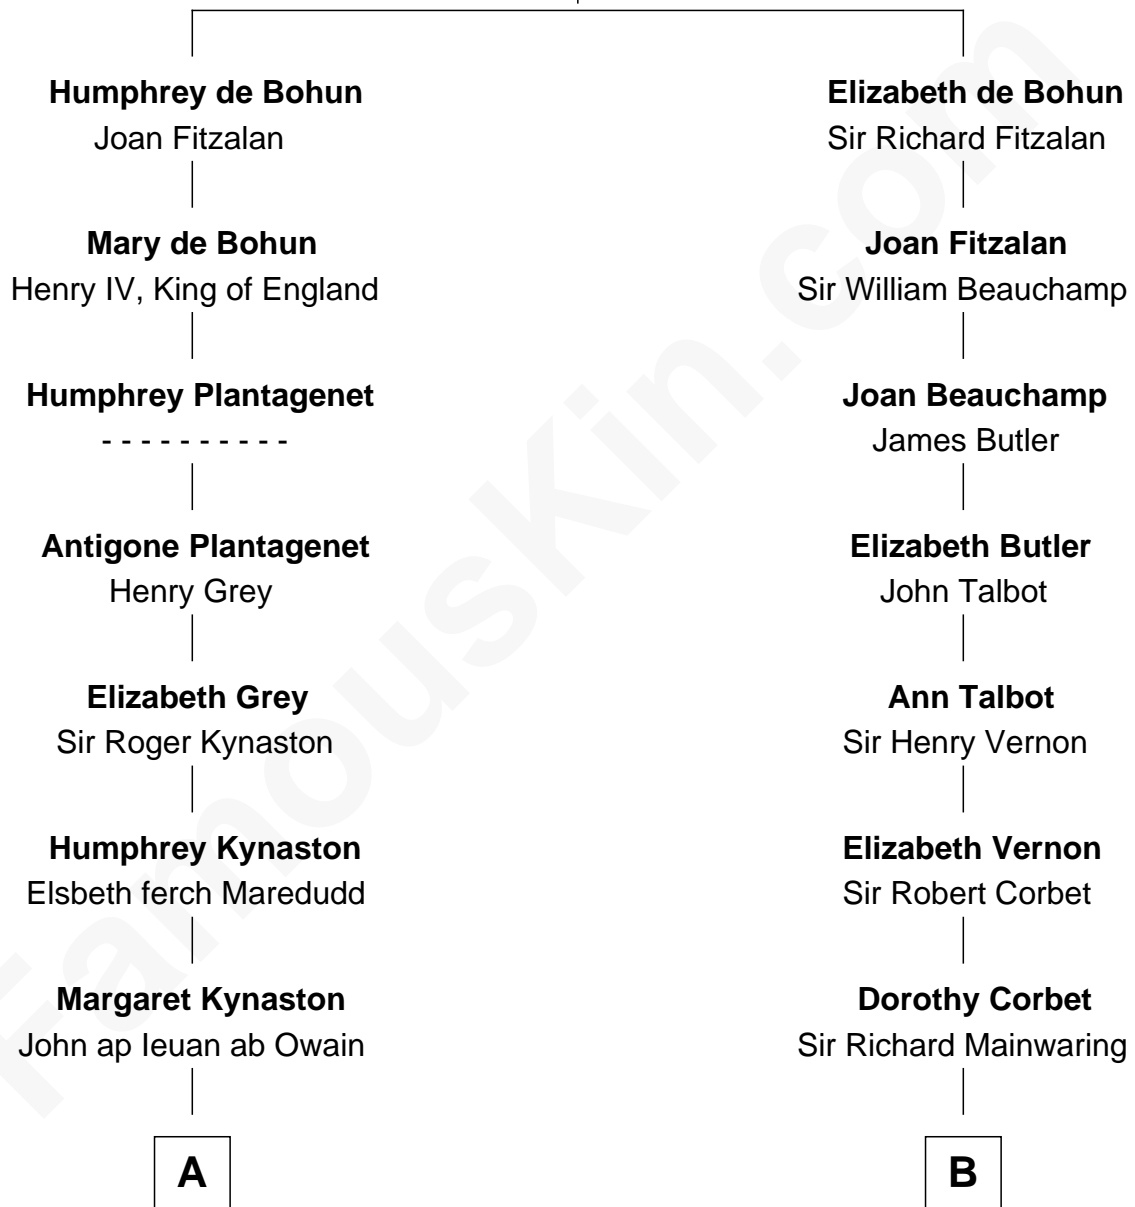 Humphrey de Bohun
Joan Fitzalan
Mary de Bohun
Henry IV, King of England
Humphrey Plantagenet
- - - - - - - - - -
Antigone Plantagenet
Henry Grey
Elizabeth Grey
Sir Roger Kynaston
Humphrey Kynaston
Elsbeth ferch Maredudd
Margaret Kynaston
John ap Ieuan ab Owain
A
Elizabeth de Bohun
Sir Richard Fitzalan
Joan Fitzalan
Sir William Beauchamp
Joan Beauchamp
James Butler
Elizabeth Butler
John Talbot
Ann Talbot
Sir Henry Vernon
Elizabeth Vernon
Sir Robert Corbet
Dorothy Corbet
Sir Richard Mainwaring
B
FamousKin.com